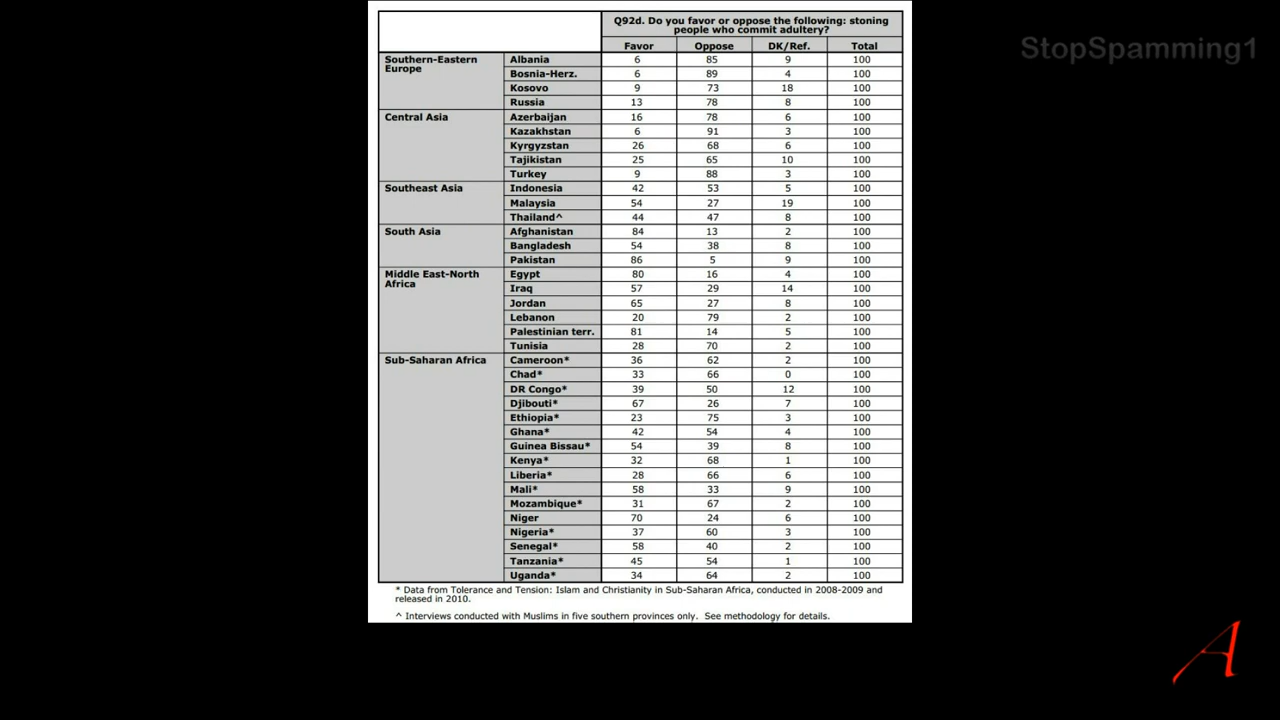 StopSpamming1
Q92d. Do you favor or oppose the following: stoning
people who commit adultery?
Favor Oppose DK/Ref. Total
Southern-Eastern Europe Albania 6 85 9 100
Bosnia-Herz. 6 89 4 100
Kosovo 9 73 18 100
Russia 13 78 8 100
Central Asia Azerbaijan 16 78 6 100
Kazakhstan 6 91 3 100
Kyrgyzstan 26 68 6 100
Tajikistan 25 65 10 100
Turkey 9 88 3 100
Southeast Asia Indonesia 42 53 5 100
Malaysia 54 27 19 100
Thailand^ 44 47 8 100
South Asia Afghanistan 84 13 2 100
Bangladesh 54 38 8 100
Pakistan 86 5 9 100
Middle East-North Africa Egypt 80 16 4 100
Iraq 57 29 14 100
Jordan 65 27 8 100
Lebanon 20 79 2 100
Palestinian terr. 81 14 5 100
Tunisia 28 70 2 100
Sub-Saharan Africa Cameroon* 36 62 2 100
Chad* 33 66 0 100
DR Congo* 39 50 12 100
Djibouti* 67 26 7 100
Ethiopia* 23 75 3 100
Ghana* 42 54 4 100
Guinea Bissau* 54 39 8 100
Kenya* 32 68 1 100
Liberia* 28 66 6 100
Mali* 58 33 9 100
Mozambique* 31 67 2 100
Niger 70 24 6 100
Nigeria* 37 60 3 100
Senegal* 58 40 2 100
Tanzania* 45 54 1 100
Uganda* 34 64 2 100
* Data from Tolerance and Tension: Islam and Christianity in Sub-Saharan Africa, conducted in 2008-2009 and
released in 2010.
^ Interviews conducted with Muslims in five southern provinces only. See methodology for details.
A